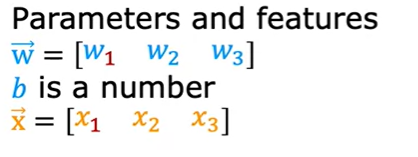 Parameters and features
w⃗ = [w₁ w₂ w₃]
b is a number
x⃗ = [x₁ x₂ x₃]